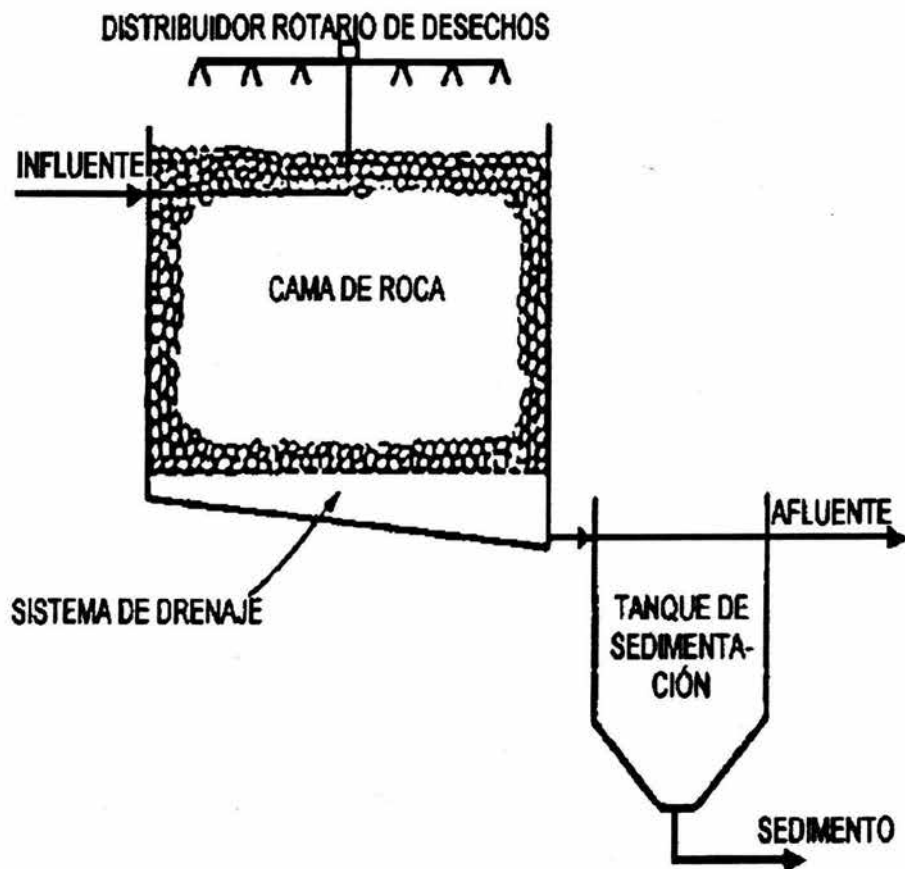 DISTRIBUIDOR ROTARIO DE DESECHOS
INFLUENTE
CAMA DE ROCA
AFLUENTE
SISTEMA DE DRENAJE
TANQUE DE
SEDIMENTA-
CIÓN
SEDIMENTO